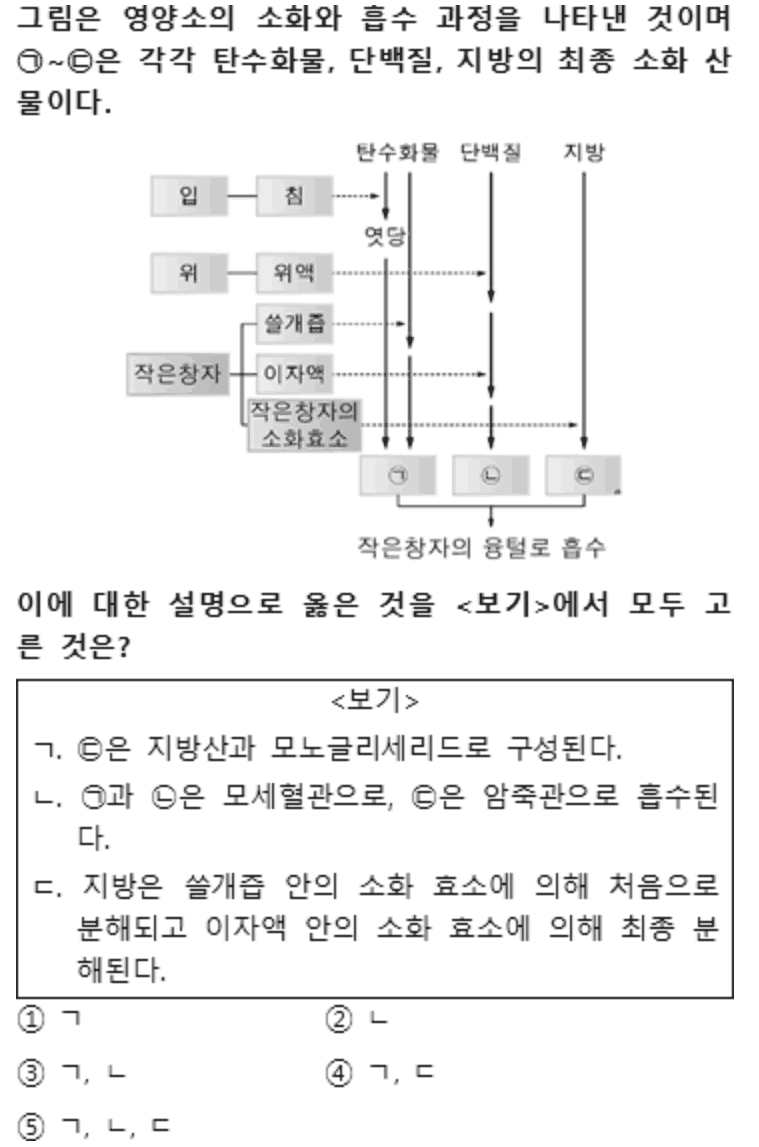 그림은 영양소의 소화와 흡수 과정을 나타낸 것이며
㉠~㉢은 각각 탄수화물, 단백질, 지방의 최종 소화 산
물이다.
탄수화물 단백질 지방
입 침
엿당
위 위액
쓸개즙
작은창자 이자액
작은창자의
소화효소
㉠ ㉡ ㉢
작은창자의 융털로 흡수
이에 대한 설명으로 옳은 것을 <보기>에서 모두 고
른 것은?
<보기>
ㄱ. ㉢은 지방산과 모노글리세리드로 구성된다.
ㄴ. ㉠과 ㉡은 모세혈관으로, ㉢은 암죽관으로 흡수된
다.
ㄷ. 지방은 쓸개즙 안의 소화 효소에 의해 처음으로
분해되고 이자액 안의 소화 효소에 의해 최종 분
해된다.
① ㄱ ② ㄴ
③ ㄱ, ㄴ ④ ㄱ, ㄷ
⑤ ㄱ, ㄴ, ㄷ